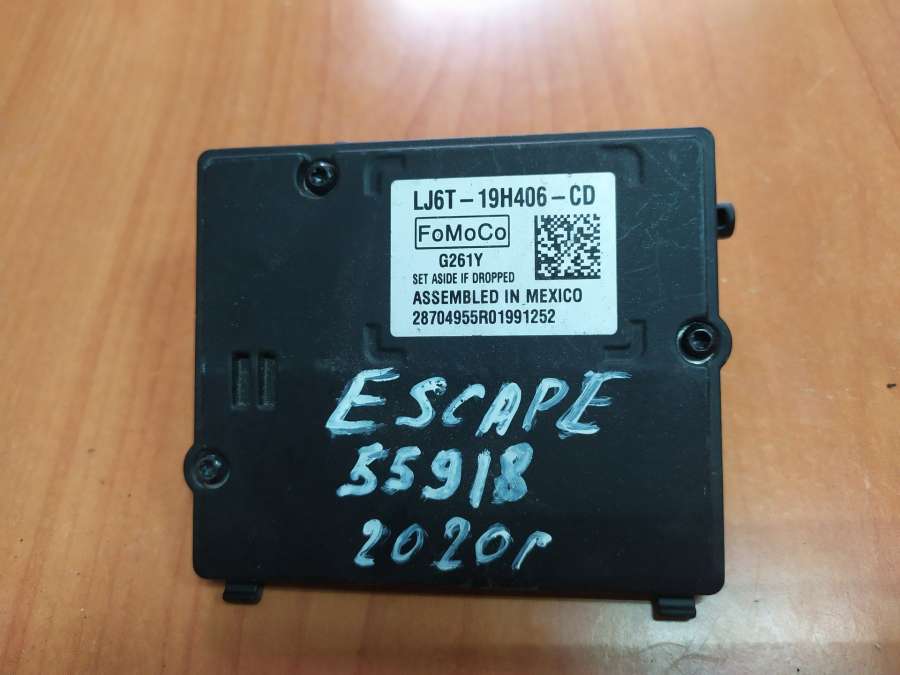 LJ6T-19H406-CD
FoMoCo
G261Y
SET ASIDE IF DROPPED
ASSEMBLED IN MEXICO
28704955R01991252
ESCAPE
55918
2020г